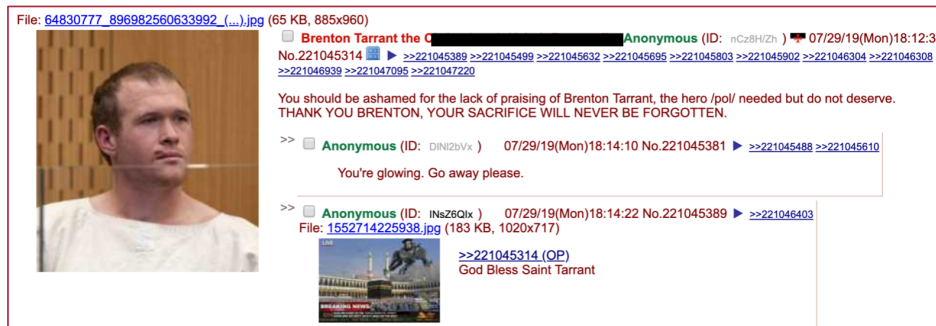 File: 64830777_896982560633992_(...).jpg (65 KB, 885x960)
Brenton Tarrant the Anonymous (ID: nCz8H/Zh ) 07/29/19(Mon)18:12:3
No.221045314 ▶ >>221045389 >>221045499 >>221045632 >>221045695 >>221045803 >>221045902 >>221046304 >>221046308
>>221046939 >>221047095 >>221047220
You should be ashamed for the lack of praising of Brenton Tarrant, the hero /pol/ needed but do not deserve.
THANK YOU BRENTON, YOUR SACRIFICE WILL NEVER BE FORGOTTEN.
>> Anonymous (ID: DINI2bVx ) 07/29/19(Mon)18:14:10 No.221045381 ▶ >>221045488 >>221045610
You're glowing. Go away please.
>> Anonymous (ID: INsZ6QIx ) 07/29/19(Mon)18:14:22 No.221045389 ▶ >>221046403
File: 1552714225938.jpg (183 KB, 1020x717)
LIVE
>>221045314 (OP)
God Bless Saint Tarrant
BREAKING NEWS